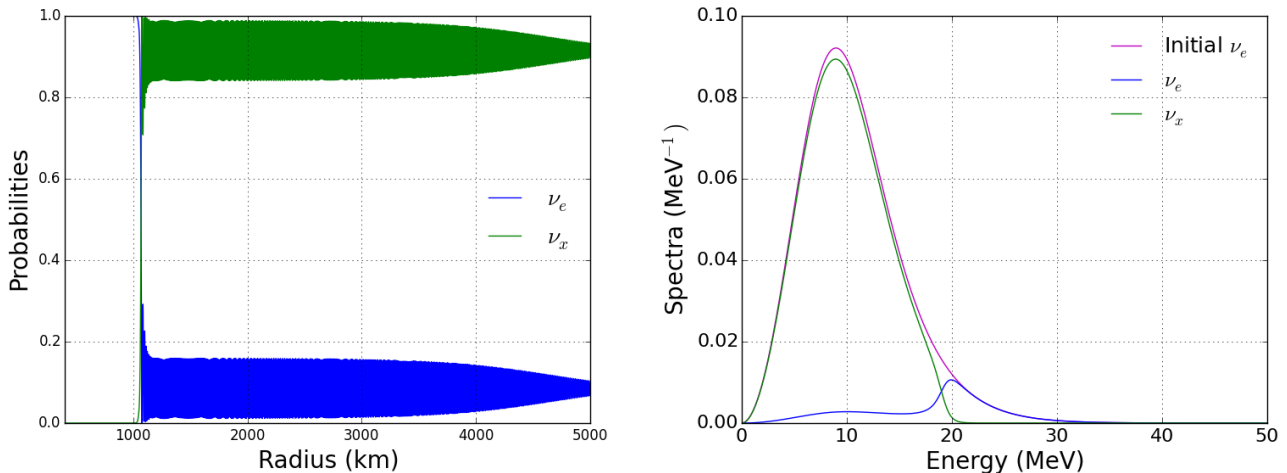 Probabilities
1.0
0.8
0.6
0.4
0.2
0.0
1000
2000
3000
4000
5000
Radius (km)
ν_e
ν_x
Spectra (MeV⁻¹)
0.10
0.08
0.06
0.04
0.02
0.00
0
10
20
30
40
50
Energy (MeV)
Initial ν_e
ν_e
ν_x